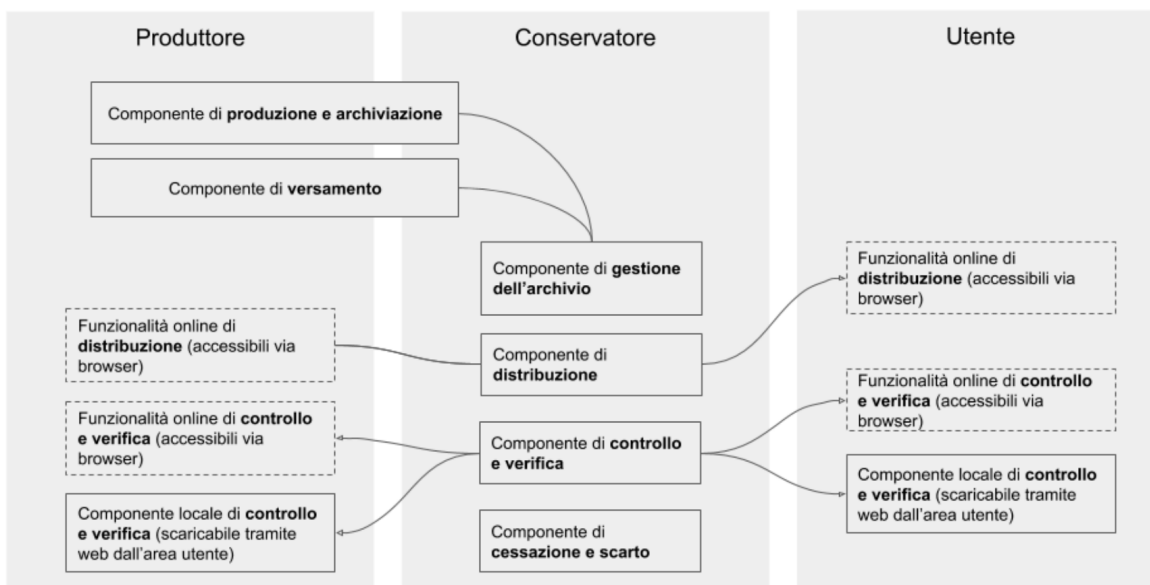 Produttore
Conservatore
Utente
Componente di produzione e archiviazione
Componente di versamento
Componente di gestione
dell'archivio
Funzionalità online di
distribuzione (accessibili via
browser)
Funzionalità online di
distribuzione (accessibili via
browser)
Componente di
distribuzione
Funzionalità online di controllo
e verifica (accessibili via
browser)
Funzionalità online di controllo
e verifica (accessibili via
browser)
Componente di controllo
e verifica
Componente locale di controllo
e verifica (scaricabile tramite
web dall'area utente)
Componente locale di controllo
e verifica (scaricabile tramite
web dall'area utente)
Componente di
cessazione e scarto